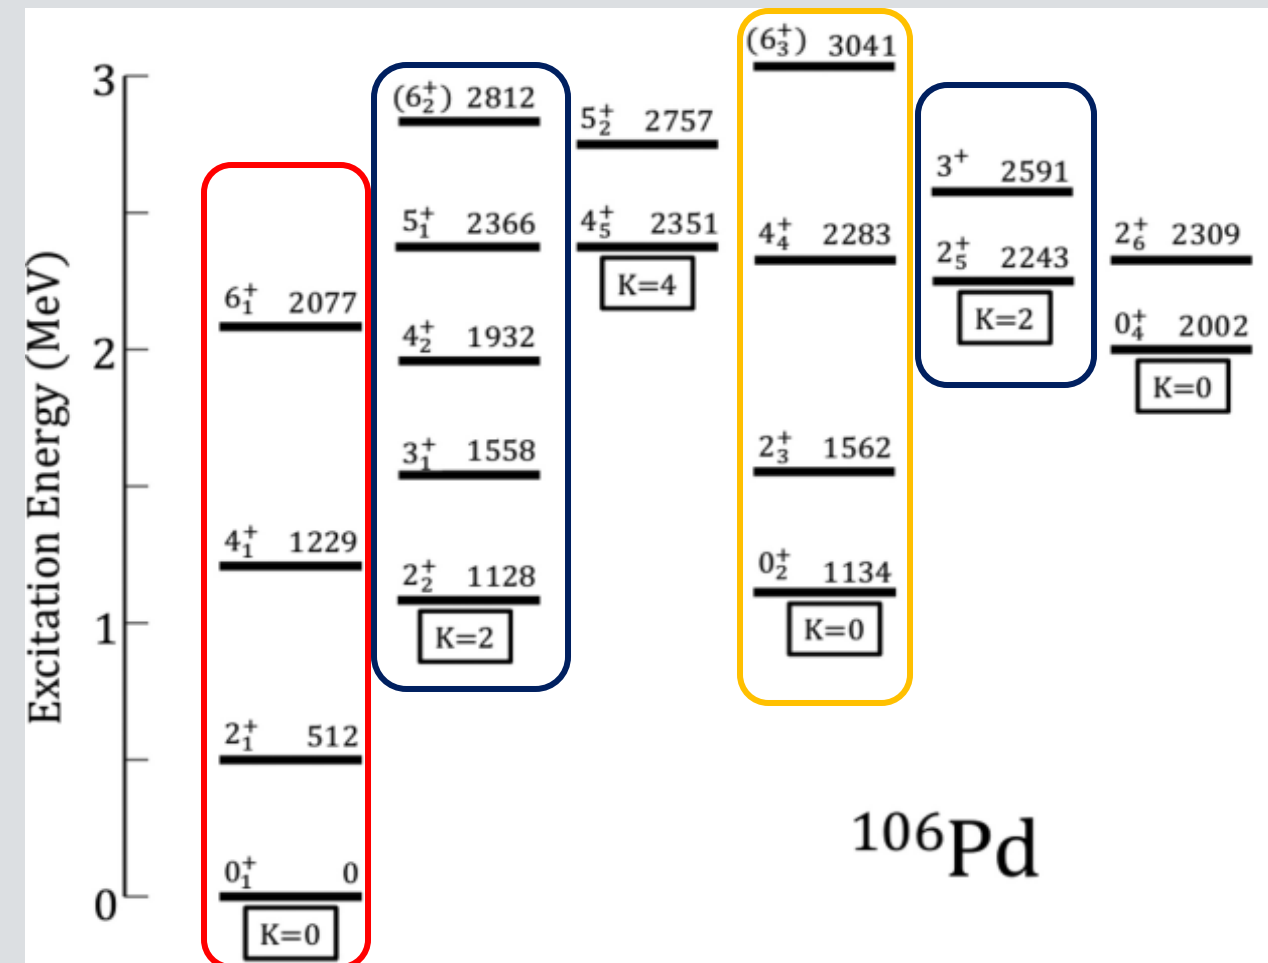 Excitation Energy (MeV)
3
2
1
0
6₁⁺ 2077
4₁⁺ 1229
2₁⁺ 512
0₁⁺ 0
K=0
(6₂⁺) 2812
5₁⁺ 2366
4₂⁺ 1932
3₁⁺ 1558
2₂⁺ 1128
K=2
5₂⁺ 2757
4₅⁺ 2351
K=4
(6₃⁺) 3041
4₄⁺ 2283
2₃⁺ 1562
0₂⁺ 1134
K=0
3⁺ 2591
2₅⁺ 2243
K=2
2₆⁺ 2309
0₄⁺ 2002
K=0
¹⁰⁶Pd